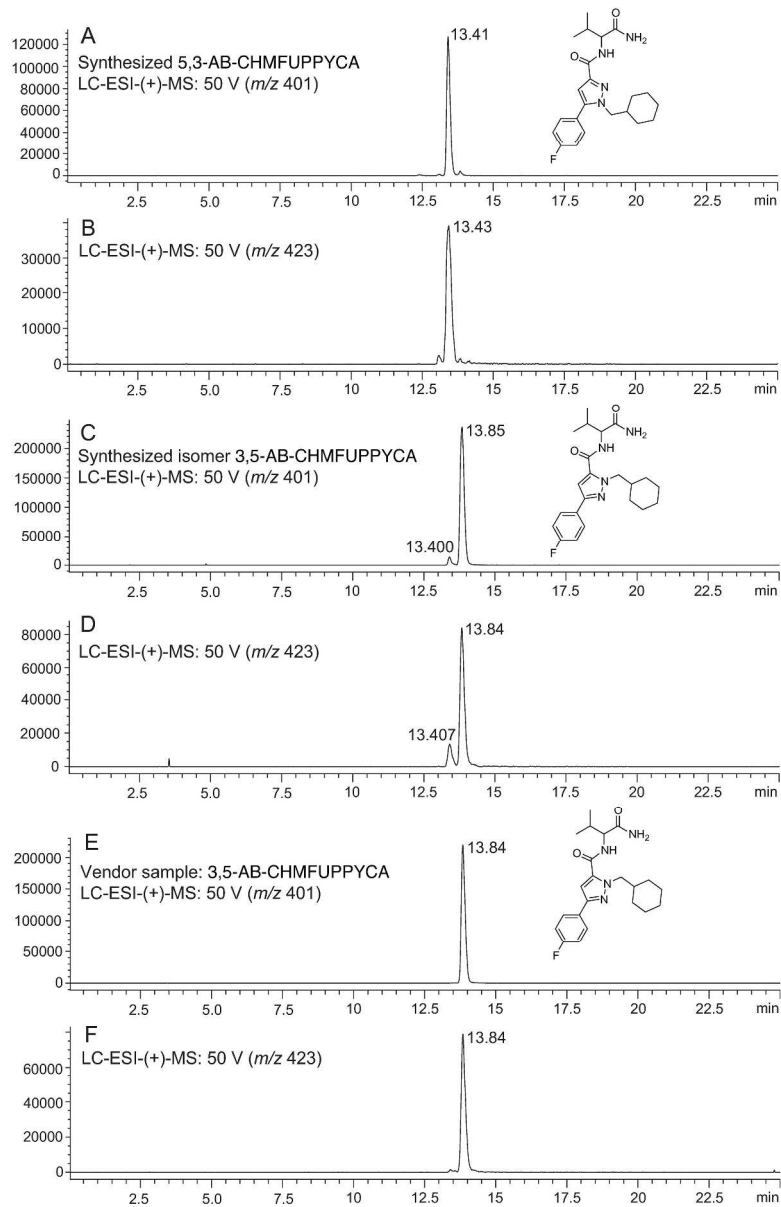 A
13.41
Synthesized 5,3-AB-CHMFUPPYCA
LC-ESI-(+)-MS: 50 V (m/z 401)
120000
100000
80000
60000
40000
20000
0
2.5 5.0 7.5 10 12.5 15 17.5 20 22.5 min
O
NH2
O
NH
N
N
F
B
13.43
LC-ESI-(+)-MS: 50 V (m/z 423)
30000
20000
10000
0
2.5 5.0 7.5 10 12.5 15 17.5 20 22.5 min
C
13.85
Synthesized isomer 3,5-AB-CHMFUPPYCA
LC-ESI-(+)-MS: 50 V (m/z 401)
13.400
200000
150000
100000
50000
0
2.5 5.0 7.5 10 12.5 15 17.5 20 22.5 min
O
NH2
O
NH
N
N
F
D
13.84
LC-ESI-(+)-MS: 50 V (m/z 423)
13.407
80000
60000
40000
20000
0
2.5 5.0 7.5 10 12.5 15 17.5 20 22.5 min
E
13.84
Vendor sample: 3,5-AB-CHMFUPPYCA
LC-ESI-(+)-MS: 50 V (m/z 401)
200000
150000
100000
50000
0
2.5 5.0 7.5 10 12.5 15 17.5 20 22.5 min
O
NH2
O
NH
N
N
F
F
13.84
LC-ESI-(+)-MS: 50 V (m/z 423)
60000
40000
20000
0
2.5 5.0 7.5 10 12.5 15 17.5 20 22.5 min